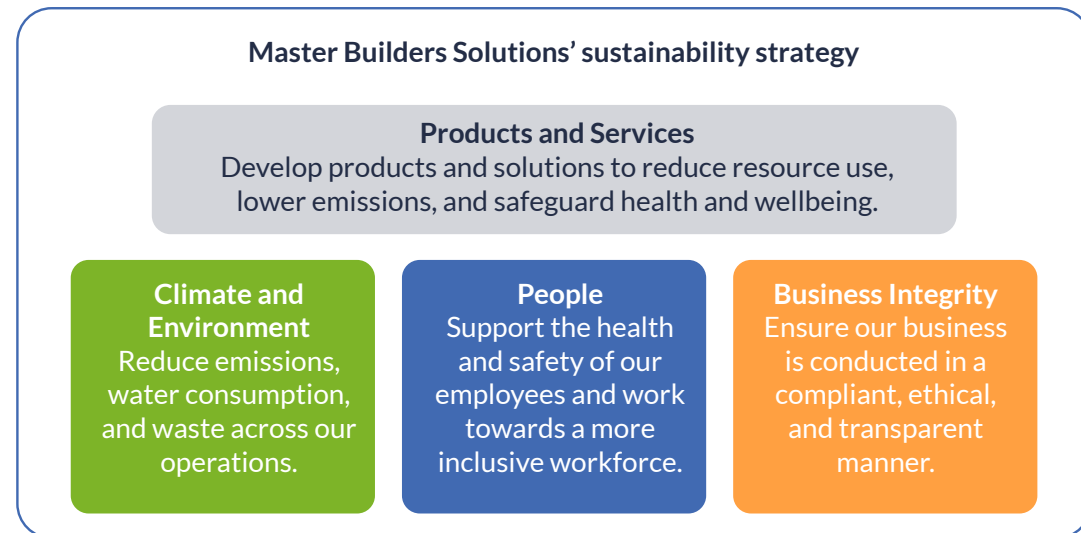 Master Builders Solutions’ sustainability strategy
Products and Services
Develop products and solutions to reduce resource use,
lower emissions, and safeguard health and wellbeing.
Climate and
Environment
Reduce emissions,
water consumption,
and waste across our
operations.
People
Support the health
and safety of our
employees and work
towards a more
inclusive workforce.
Business Integrity
Ensure our business
is conducted in a
compliant, ethical,
and transparent
manner.